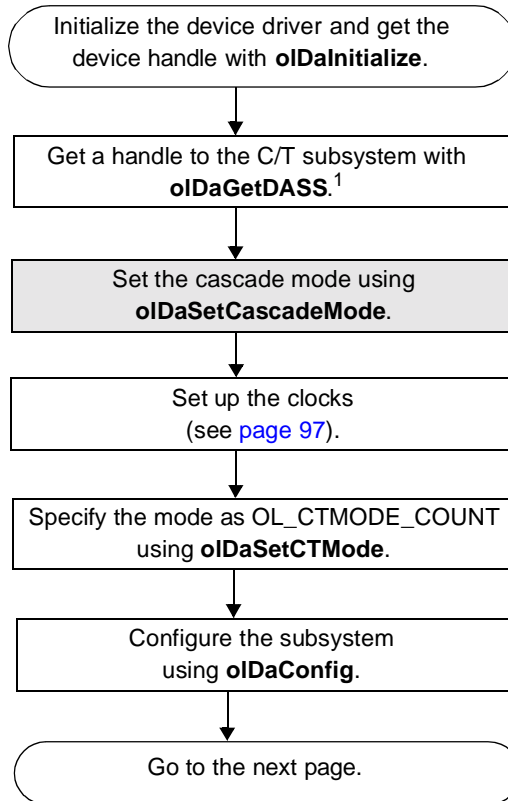 Initialize the device driver and get the
device handle with olDaInitialize.
Get a handle to the C/T subsystem with
olDaGetDASS.1
Set the cascade mode using
olDaSetCascadeMode.
Set up the clocks
(see page 97).
Specify the mode as OL_CTMODE_COUNT
using olDaSetCTMode.
Configure the subsystem
using olDaConfig.
Go to the next page.